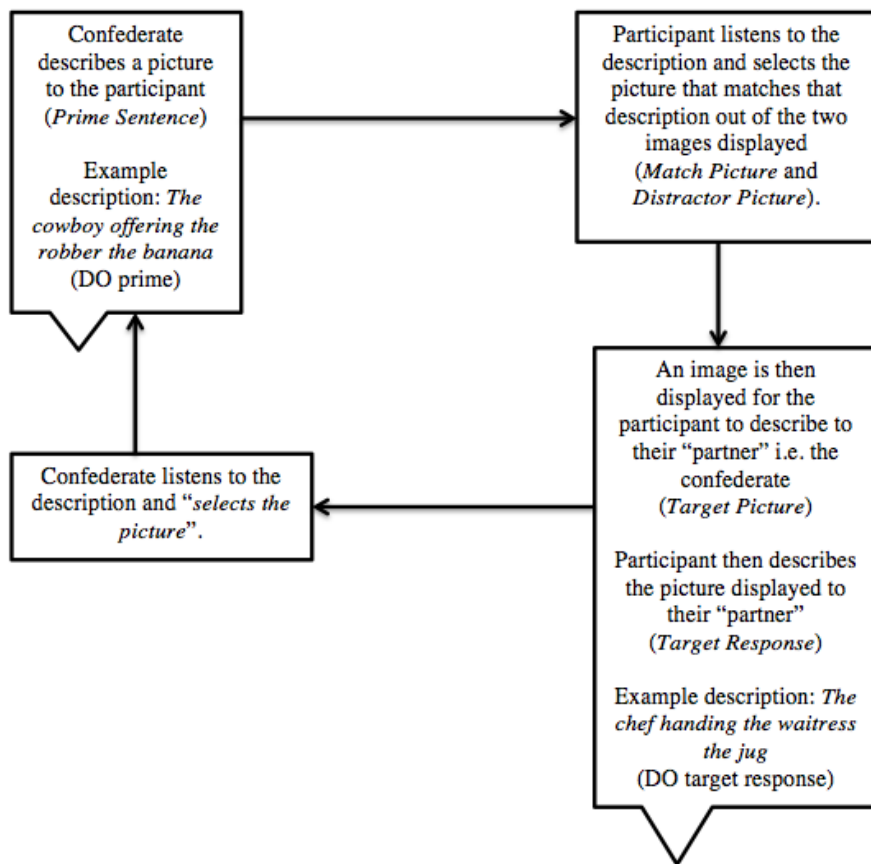 Confederate
describes a picture
to the participant
(Prime Sentence)
Example
description: The
cowboy offering the
robber the banana
(DO prime)
Participant listens to the
description and selects the
picture that matches that
description out of the two
images displayed
(Match Picture and
Distractor Picture).
An image is then
displayed for the
participant to describe to
their “partner” i.e. the
confederate
(Target Picture)
Participant then describes
the picture displayed to
their “partner”
(Target Response)
Example description: The
chef handing the waitress
the jug
(DO target response)
Confederate listens to the
description and “selects the
picture”.